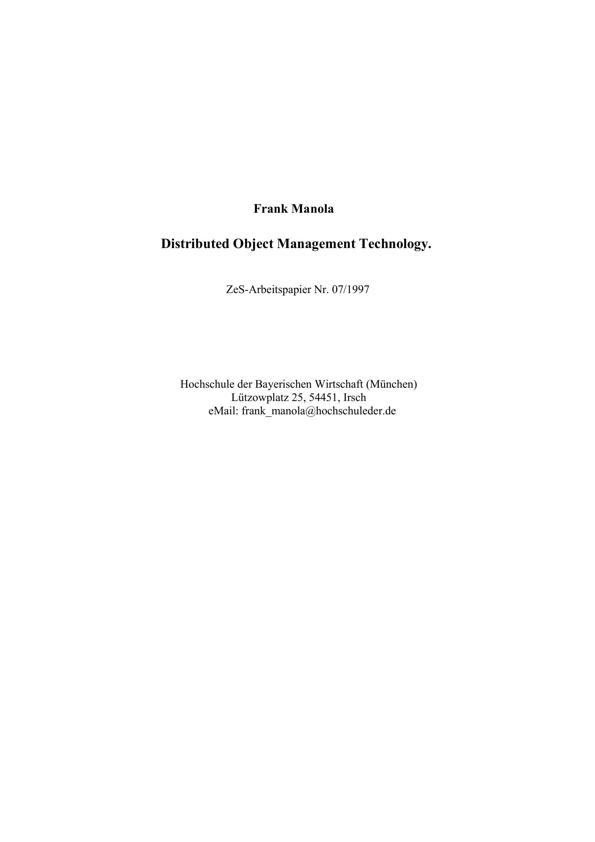 Frank Manola
Distributed Object Management Technology.
ZeS-Arbeitspapier Nr. 07/1997
Hochschule der Bayerischen Wirtschaft (München)
Lützowplatz 25, 54451, Irsch
eMail: frank_manola@hochschuleder.de